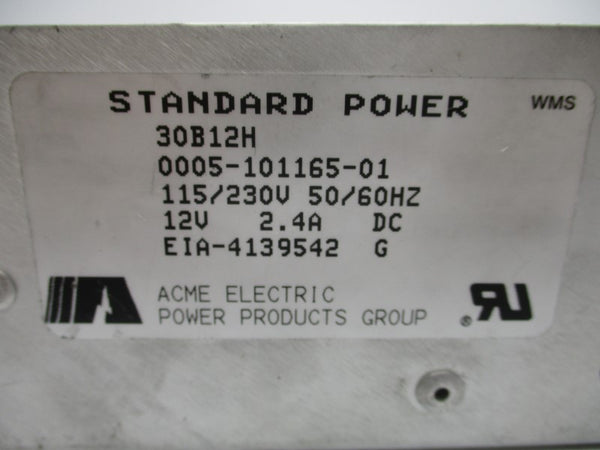 STANDARD POWER WMS
30B12H
0005-101165-01
115/230V 50/60HZ
12V 2.4A DC
EIA-4139542 G
ACME ELECTRIC
POWER PRODUCTS GROUP ®